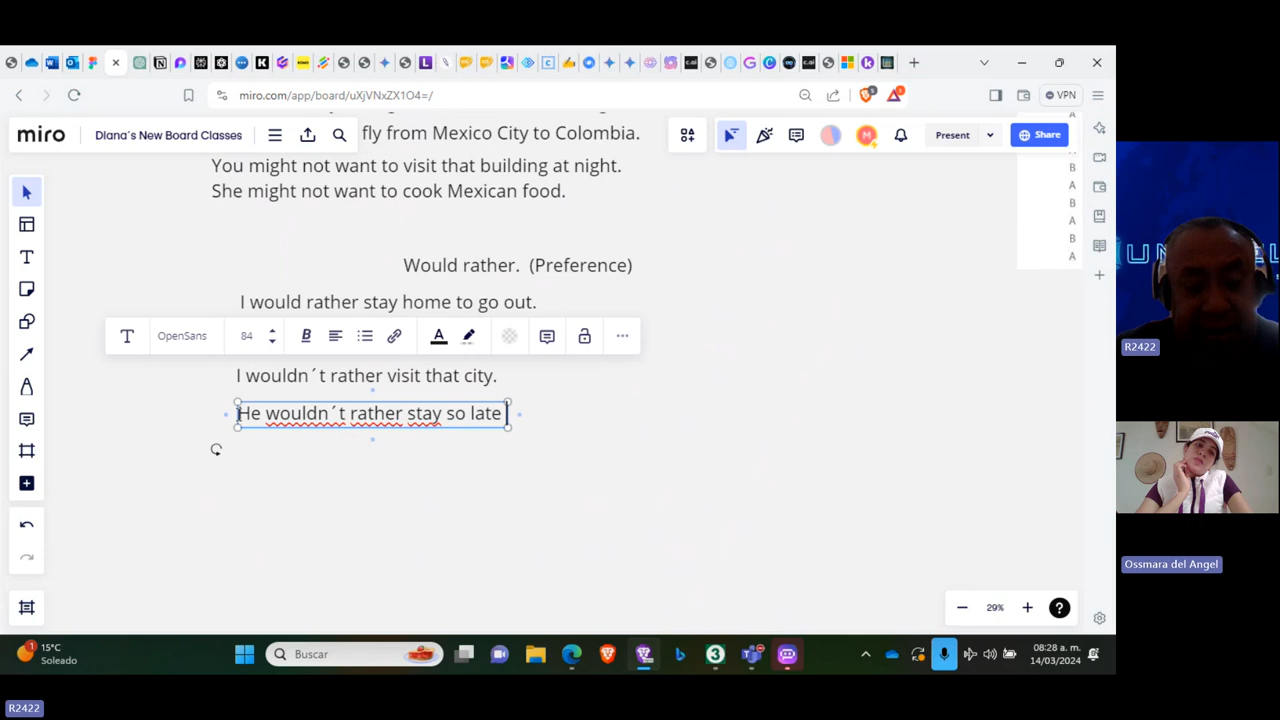 miro.com/app/board/uXjVNxZX1O4=/
VPN
miro
DIana's New Board Classes
Present
Share
fly from Mexico City to Colombia.
You might not want to visit that building at night.
She might not want to cook Mexican food.
A
B
A
B
A
B
A
Would rather. (Preference)
I would rather stay home to go out.
OpenSans
84
I wouldn´t rather visit that city.
He wouldn´t rather stay so late
29%
R2422
Ossmara del Angel
15°C
Soleado
Buscar
08:28 a. m.
14/03/2024
R2422